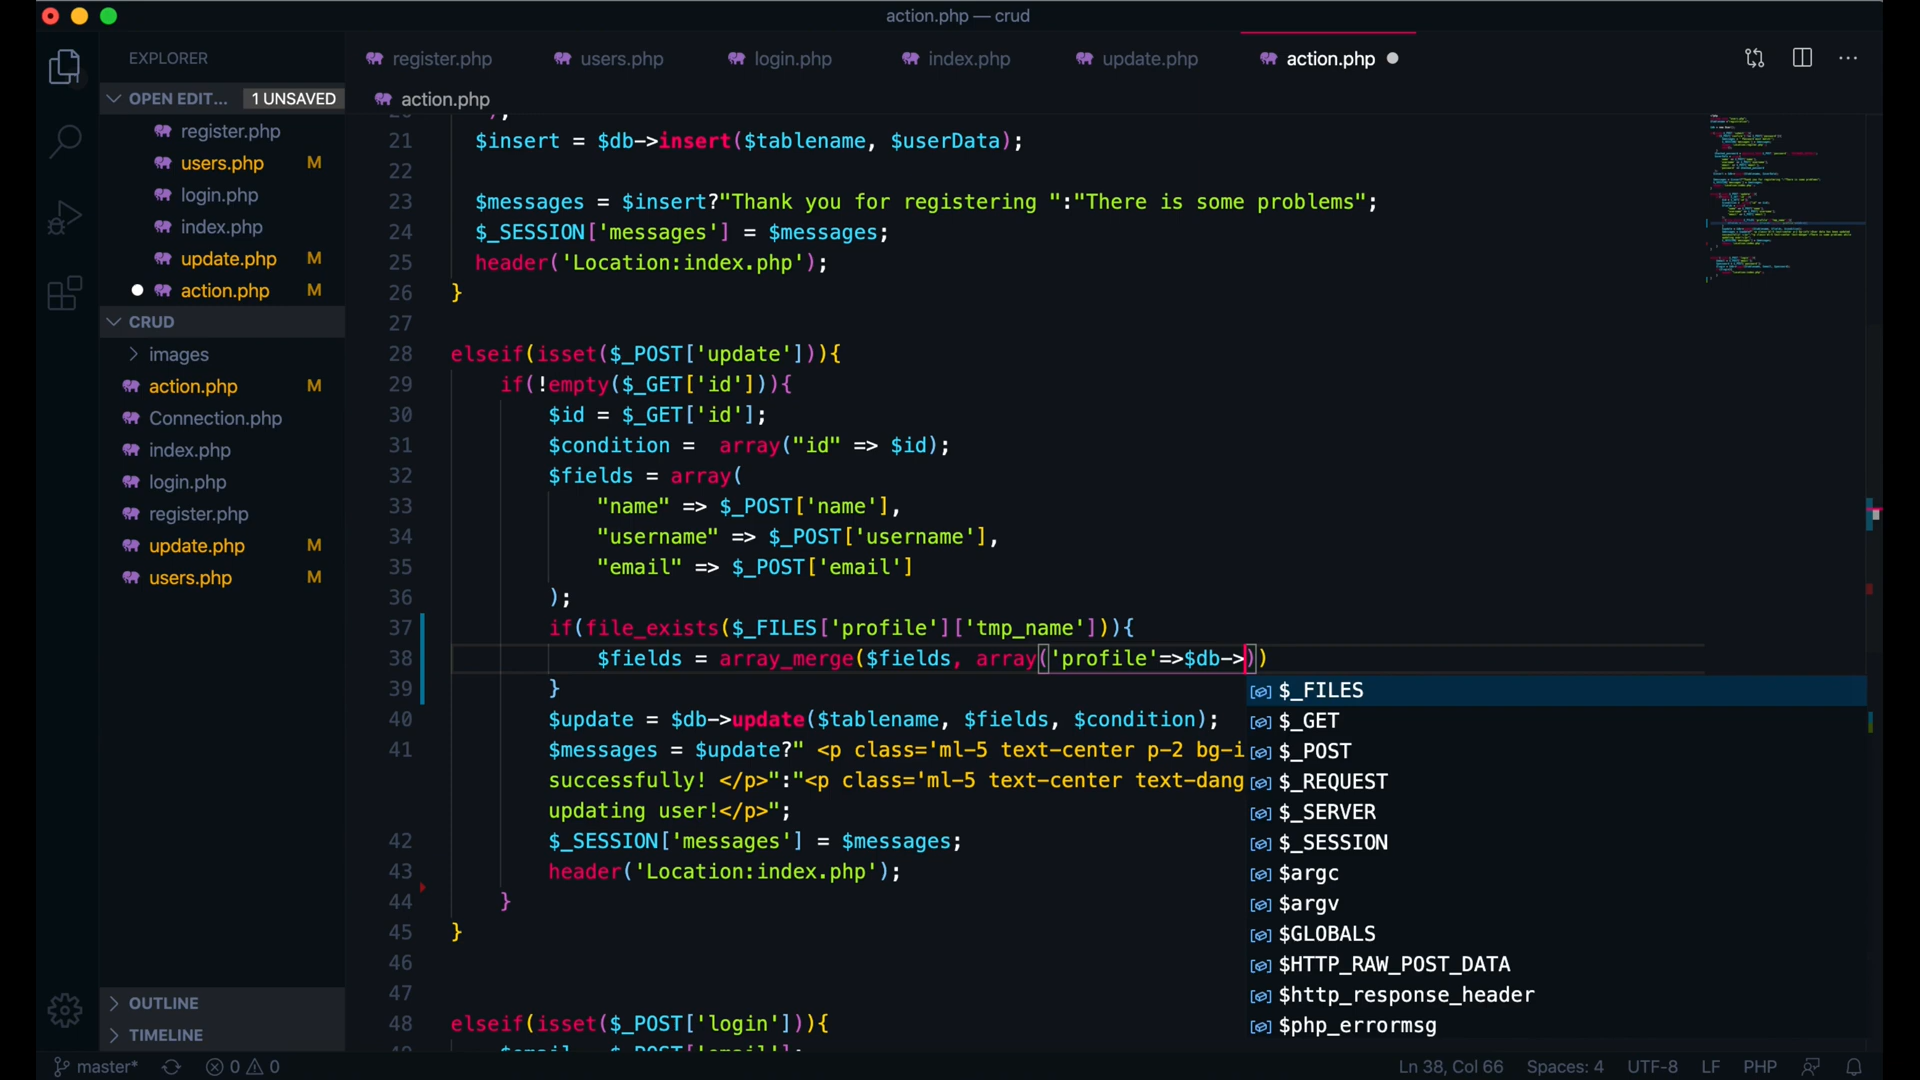 action.php — crud
EXPLORER
register.php
users.php
login.php
index.php
update.php
action.php
OPEN EDIT...
1 UNSAVED
action.php
register.php
users.php M
login.php
index.php
update.php M
action.php M
CRUD
images
action.php M
Connection.php
index.php
login.php
register.php
update.php M
users.php M
OUTLINE
TIMELINE
21 $insert = $db->insert($tablename, $userData);
22
23 $messages = $insert?"Thank you for registering ":"There is some problems";
24 $_SESSION['messages'] = $messages;
25 header('Location:index.php');
26 }
27
28 elseif(isset($_POST['update'])){
29 if(!empty($_GET['id'])){
30 $id = $_GET['id'];
31 $condition =  array("id" => $id);
32 $fields = array(
33 "name" => $_POST['name'],
34 "username" => $_POST['username'],
35 "email" => $_POST['email']
36 );
37 if(file_exists($_FILES['profile']['tmp_name'])){
38 $fields = array_merge($fields, array('profile'=>$db->))
39 }
40 $update = $db->update($tablename, $fields, $condition);
41 $messages = $update?" <p class='ml-5 text-center p-2 bg-i
successfully! </p>":"<p class='ml-5 text-center text-dang
updating user!</p>";
42 $_SESSION['messages'] = $messages;
43 header('Location:index.php');
44 }
45 }
46
47
48 elseif(isset($_POST['login'])){
$_FILES
$_GET
$_POST
$_REQUEST
$_SERVER
$_SESSION
$argc
$argv
$GLOBALS
$HTTP_RAW_POST_DATA
$http_response_header
$php_errormsg
master* 0 0
Ln 38, Col 66 Spaces: 4 UTF-8 LF PHP